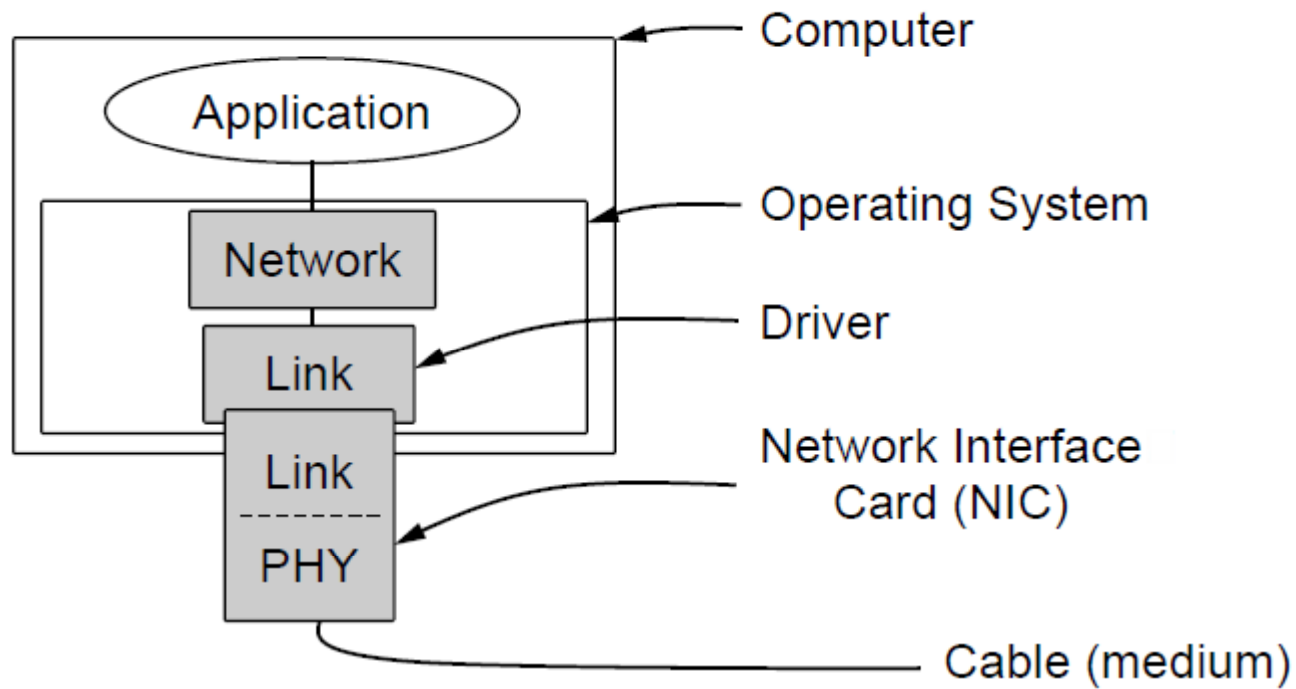 Computer
Application
Operating System
Network
Driver
Link
Network Interface
Card (NIC)
Link
PHY
Cable (medium)